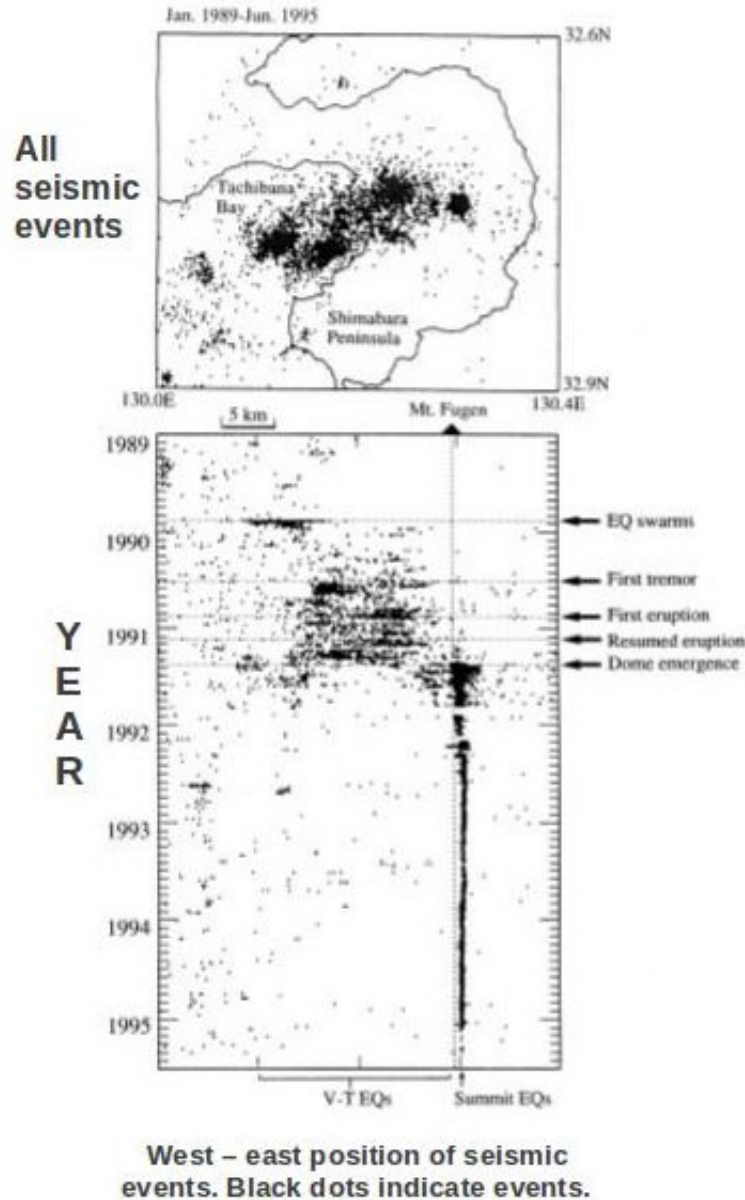 Jan. 1989-Jun. 1995
32.6N
All
seismic
events
Tachibana
Bay
Shimabara
Peninsula
32.9N
130.0E
130.4E
5 km
Mt. Fugen
1989
EQ swarms
1990
First tremor
First eruption
1991
Resumed eruption
Dome emergence
1992
1993
1994
1995
Y
E
A
R
V-T EQs
Summit EQs
West – east position of seismic
events. Black dots indicate events.